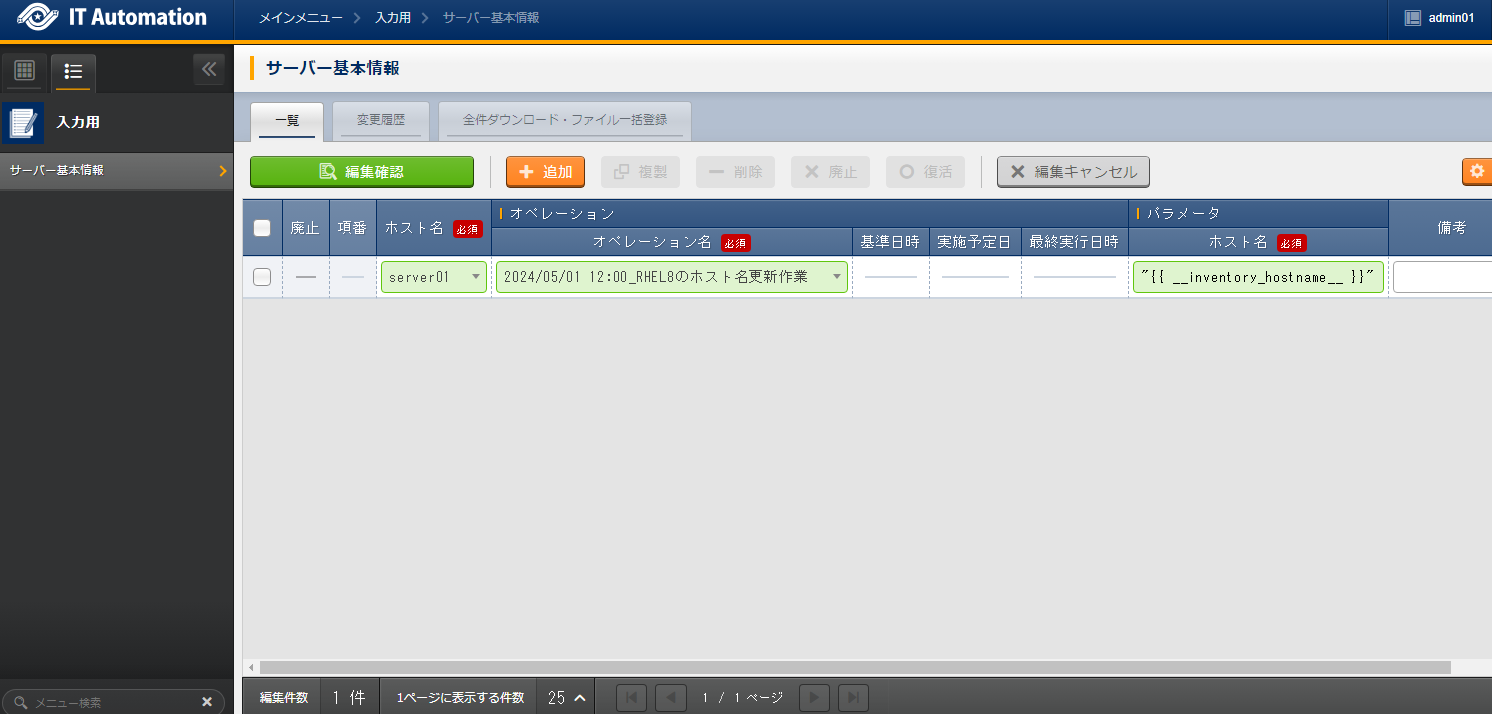 IT Automation メインメニュー 入力用 サーバー基本情報 admin01
サーバー基本情報
入力用
一覧 変更履歴 全件ダウンロード・ファイル一括登録
サーバー基本情報
編集確認 追加 複製 削除 廃止 復活 編集キャンセル
オペレーション パラメータ
廃止 項番 ホスト名 必須 備考
オペレーション名 必須 基準日時 実施予定日 最終実行日時 ホスト名 必須
server01 2024/05/01 12:00_RHEL8のホスト名更新作業 "{{ __inventory_hostname__ }}"
メニュー検索 編集件数 1 件 1ページに表示する件数 25 1 / 1 ページ